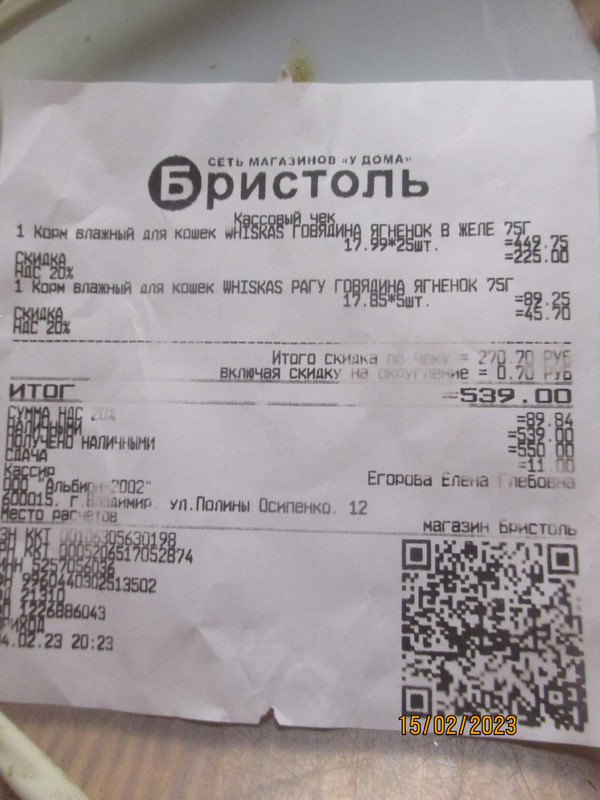 СЕТЬ МАГАЗИНОВ «У ДОМА»
Бристоль
Кассовый чек
1 Корм влажный для кошек WHISKAS ГОВЯДИНА ЯГНЕНОК В ЖЕЛЕ 75Г
17.99*25шт. =449.75
СКИДКА =225.00
НДС 20%
1 Корм влажный для кошек WHISKAS РАГУ ГОВЯДИНА ЯГНЕНОК 75Г
17.85*5шт. =89.25
СКИДКА =45.70
НДС 20%
Итого скидка по чеку = 270.70 РУБ
включая скидку на округление = 0.70 РУБ
ИТОГ =539.00
СУММА НДС 20% =89.84
НАЛИЧНЫМИ =539.00
ПОЛУЧЕНО НАЛИЧНЫМИ =550.00
СДАЧА =11.00
Кассир Егорова Елена Глебовна
ООО "Альбион-2002"
600015. г.Владимир. ул.Полины Осипенко. 12
Место расчетов магазин Бристоль
ЗН ККТ 00106305630198
РН ККТ 0005206517052874
ИНН 5257056036
ФН 9960440302513502
ФД 21310
ФП 1226886043
ПРИХОД
4.02.23 20:23
15/02/2023